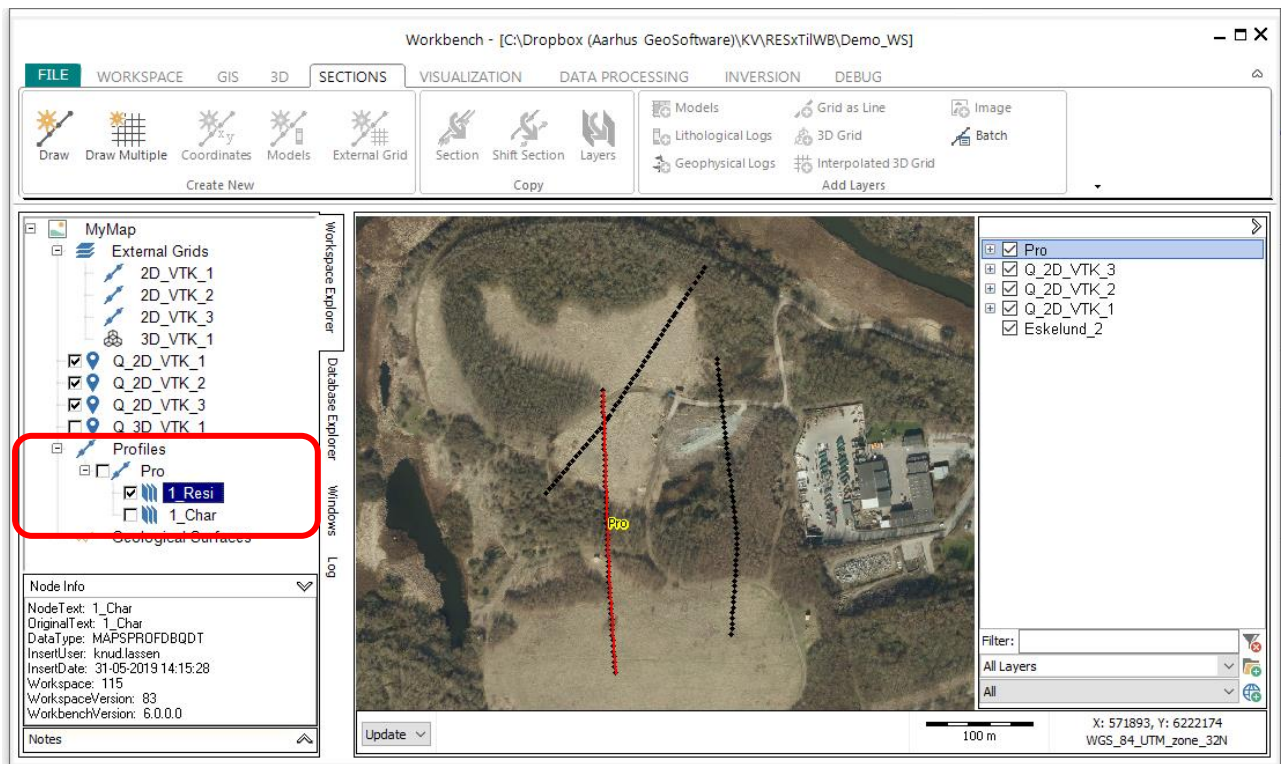 Workbench - [C:\Dropbox (Aarhus GeoSoftware)\KV\RESxTilWB\Demo_WS]
FILE WORKSPACE GIS 3D SECTIONS VISUALIZATION DATA PROCESSING INVERSION DEBUG
Draw Draw Multiple Coordinates Models External Grid
Create New
Section Shift Section Layers
Copy
Models Grid as Line Image
Lithological Logs 3D Grid Batch
Geophysical Logs Interpolated 3D Grid
Add Layers
MyMap
External Grids
2D_VTK_1
2D_VTK_2
2D_VTK_3
3D_VTK_1
Q_2D_VTK_1
Q_2D_VTK_2
Q_2D_VTK_3
Q_3D_VTK_1
Profiles
Pro
1_Resi
1_Char
Geological Surfaces
Workspace Explorer
Database Explorer
Windows
Log
Node Info
NodeText: 1_Char
OriginalText: 1_Char
DataType: MAPSPROFDBQDT
InsertUser: knud.lassen
InsertDate: 31-05-2019 14:15:28
Workspace: 115
WorkspaceVersion: 83
WorkbenchVersion: 6.0.0.0
Notes
Pro
Update
100 m
X: 571893, Y: 6222174
WGS_84_UTM_zone_32N
Pro
Q_2D_VTK_3
Q_2D_VTK_2
Q_2D_VTK_1
Eskelund_2
Filter:
All Layers
All